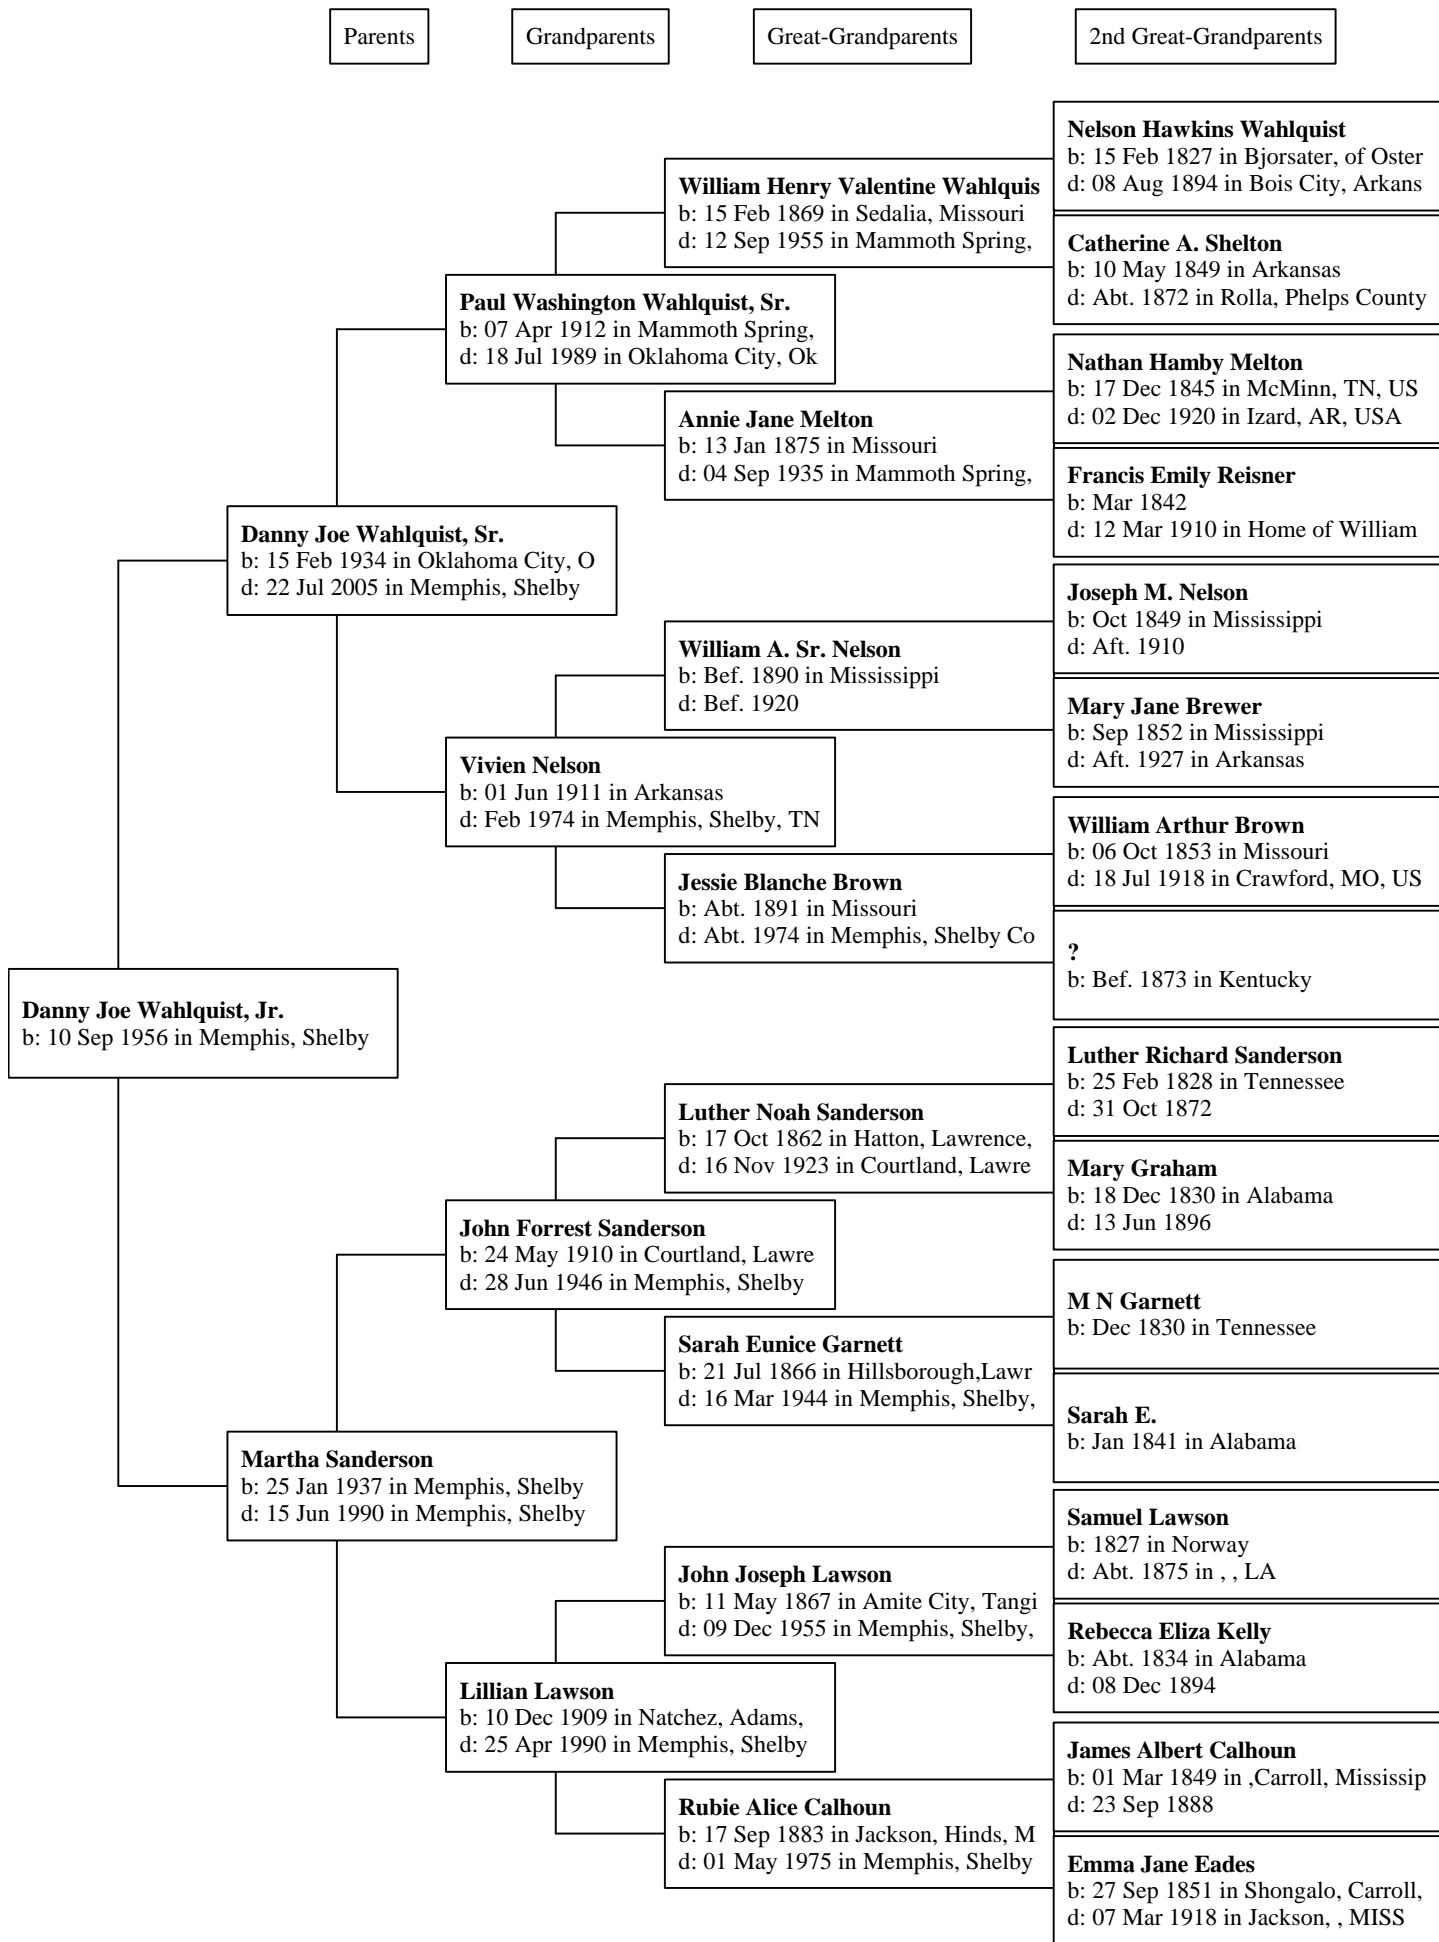 Parents
Grandparents
Great-Grandparents
2nd Great-Grandparents
Nelson Hawkins Wahlquist
b: 15 Feb 1827 in Bjorsater, of Oster
d: 08 Aug 1894 in Bois City, Arkans
William Henry Valentine Wahlquis
b: 15 Feb 1869 in Sedalia, Missouri
d: 12 Sep 1955 in Mammoth Spring,
Catherine A. Shelton
b: 10 May 1849 in Arkansas
d: Abt. 1872 in Rolla, Phelps County
Paul Washington Wahlquist, Sr.
b: 07 Apr 1912 in Mammoth Spring,
d: 18 Jul 1989 in Oklahoma City, Ok
Nathan Hamby Melton
b: 17 Dec 1845 in McMinn, TN, US
d: 02 Dec 1920 in Izard, AR, USA
Annie Jane Melton
b: 13 Jan 1875 in Missouri
d: 04 Sep 1935 in Mammoth Spring,
Francis Emily Reisner
b: Mar 1842
d: 12 Mar 1910 in Home of William
Danny Joe Wahlquist, Sr.
b: 15 Feb 1934 in Oklahoma City, O
d: 22 Jul 2005 in Memphis, Shelby
Joseph M. Nelson
b: Oct 1849 in Mississippi
d: Aft. 1910
William A. Sr. Nelson
b: Bef. 1890 in Mississippi
d: Bef. 1920
Mary Jane Brewer
b: Sep 1852 in Mississippi
d: Aft. 1927 in Arkansas
Vivien Nelson
b: 01 Jun 1911 in Arkansas
d: Feb 1974 in Memphis, Shelby, TN
William Arthur Brown
b: 06 Oct 1853 in Missouri
d: 18 Jul 1918 in Crawford, MO, US
Jessie Blanche Brown
b: Abt. 1891 in Missouri
d: Abt. 1974 in Memphis, Shelby Co
?
b: Bef. 1873 in Kentucky
Danny Joe Wahlquist, Jr.
b: 10 Sep 1956 in Memphis, Shelby
Luther Richard Sanderson
b: 25 Feb 1828 in Tennessee
d: 31 Oct 1872
Luther Noah Sanderson
b: 17 Oct 1862 in Hatton, Lawrence,
d: 16 Nov 1923 in Courtland, Lawre
Mary Graham
b: 18 Dec 1830 in Alabama
d: 13 Jun 1896
John Forrest Sanderson
b: 24 May 1910 in Courtland, Lawre
d: 28 Jun 1946 in Memphis, Shelby
M N Garnett
b: Dec 1830 in Tennessee
Sarah Eunice Garnett
b: 21 Jul 1866 in Hillsborough,Lawr
d: 16 Mar 1944 in Memphis, Shelby,
Sarah E.
b: Jan 1841 in Alabama
Martha Sanderson
b: 25 Jan 1937 in Memphis, Shelby
d: 15 Jun 1990 in Memphis, Shelby
Samuel Lawson
b: 1827 in Norway
d: Abt. 1875 in , , LA
John Joseph Lawson
b: 11 May 1867 in Amite City, Tangi
d: 09 Dec 1955 in Memphis, Shelby,
Rebecca Eliza Kelly
b: Abt. 1834 in Alabama
d: 08 Dec 1894
Lillian Lawson
b: 10 Dec 1909 in Natchez, Adams,
d: 25 Apr 1990 in Memphis, Shelby
James Albert Calhoun
b: 01 Mar 1849 in ,Carroll, Mississip
d: 23 Sep 1888
Rubie Alice Calhoun
b: 17 Sep 1883 in Jackson, Hinds, M
d: 01 May 1975 in Memphis, Shelby
Emma Jane Eades
b: 27 Sep 1851 in Shongalo, Carroll,
d: 07 Mar 1918 in Jackson, , MISS